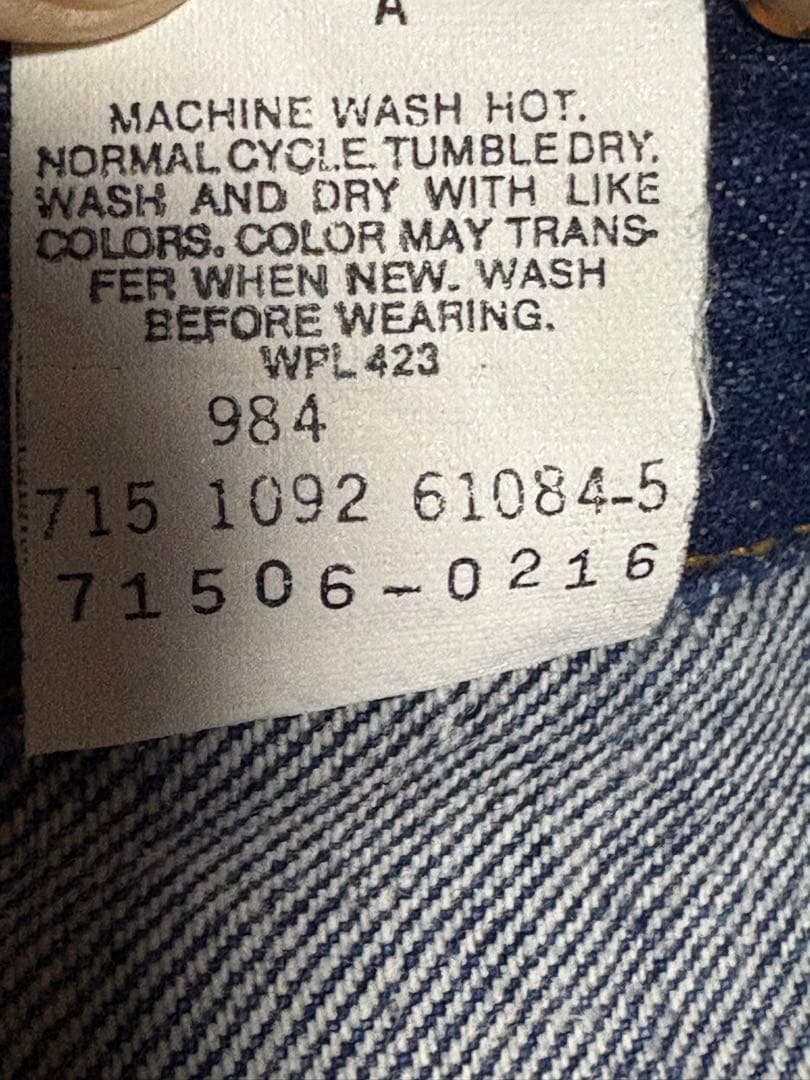 A
MACHINE WASH HOT.
NORMAL CYCLE. TUMBLE DRY.
WASH AND DRY WITH LIKE
COLORS. COLOR MAY TRANS-
FER WHEN NEW. WASH
BEFORE WEARING.
WPL 423
984
715 1092 61084-5
71506-0216